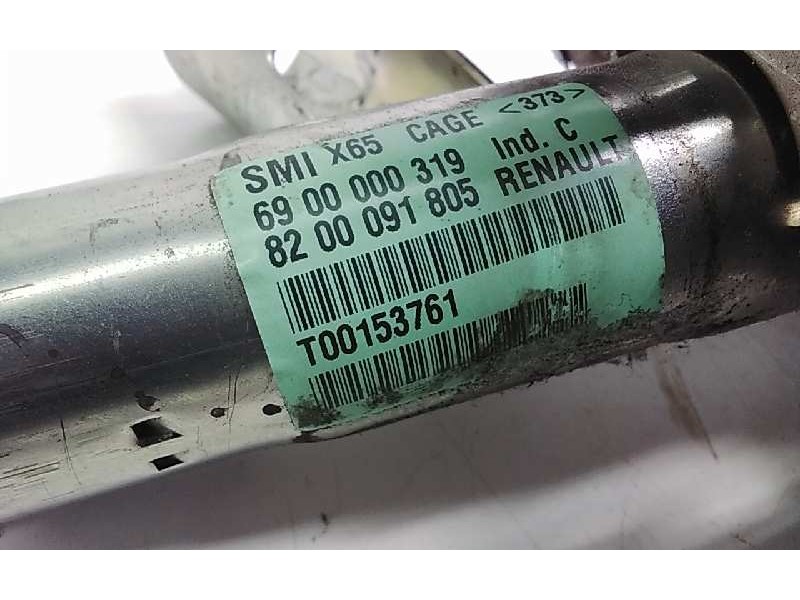 SMI X65 CAGE <373>
69 00 000 319 Ind. C
82 00 091 805 RENAULT
T00153761